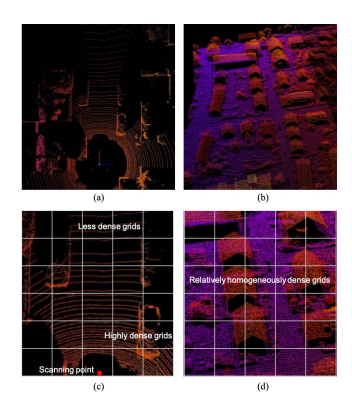 (a)
(b)
Less dense grids
Highly dense grids
Scanning point
Relatively homogeneously dense grids
(c)
(d)